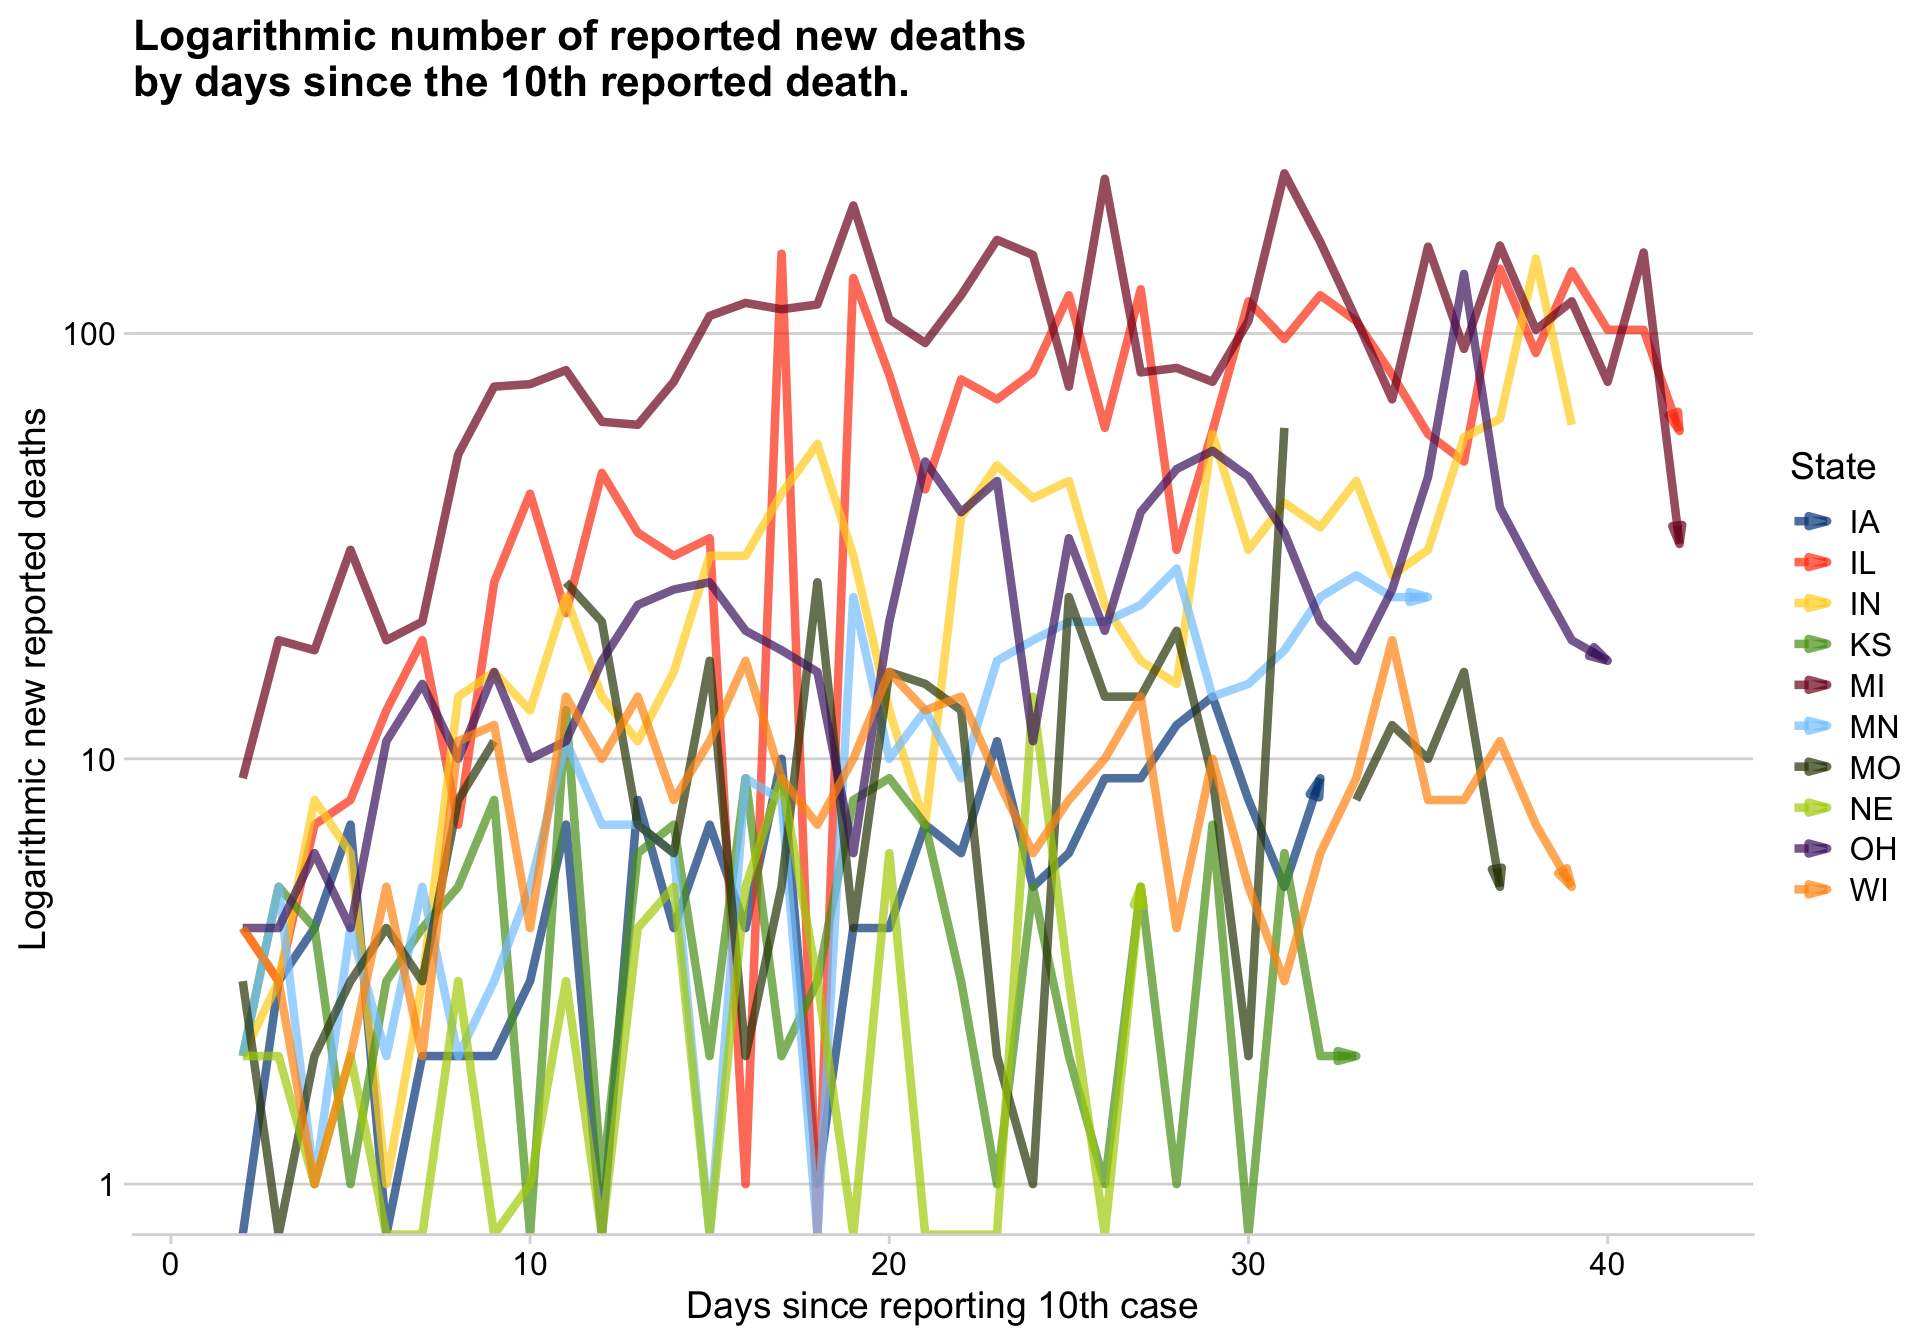 Logarithmic number of reported new deaths
by days since the 10th reported death.
Logarithmic new reported deaths
100
10
1
0
10
20
30
40
Days since reporting 10th case
State
IA
IL
IN
KS
MI
MN
MO
NE
OH
WI